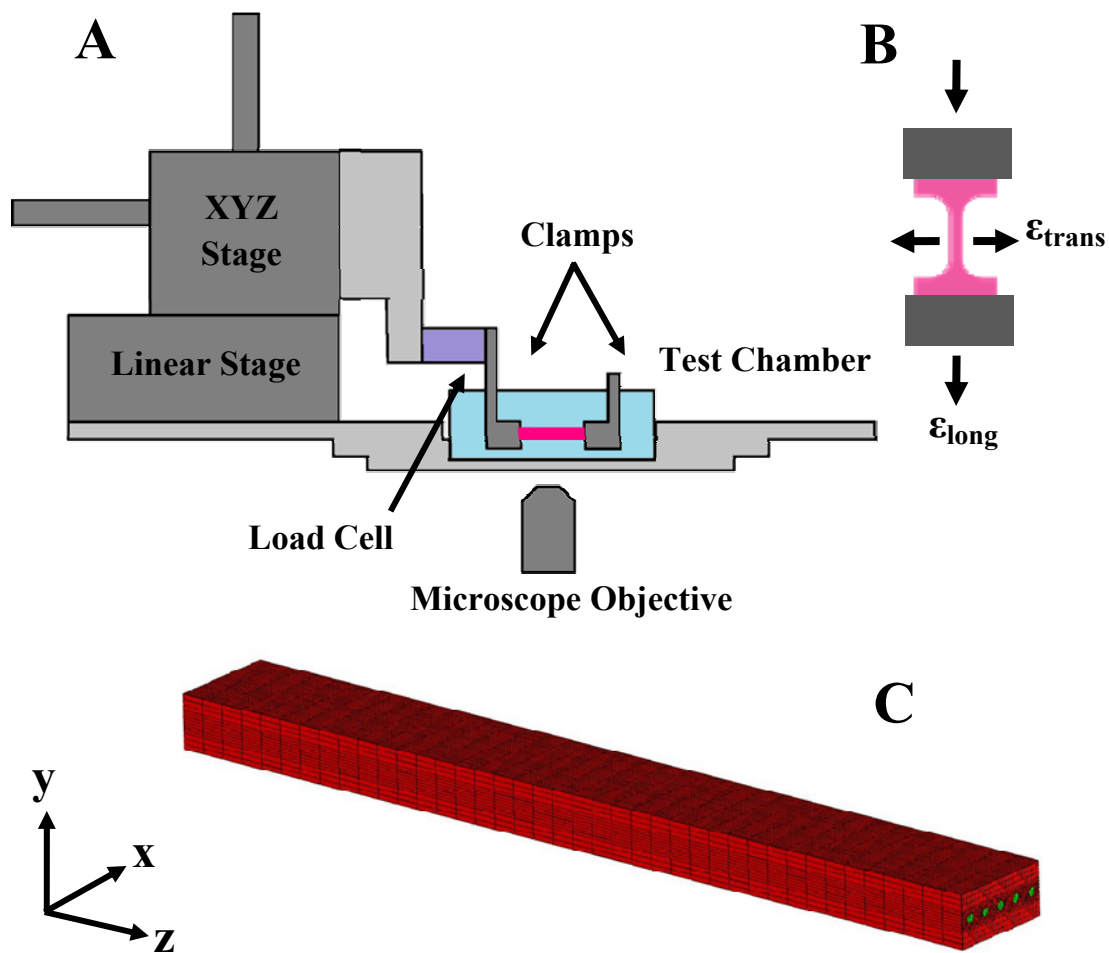 A
B
XYZ
Stage
Clamps
εtrans
Linear Stage
Test Chamber
εlong
Load Cell
Microscope Objective
C
y
x
z